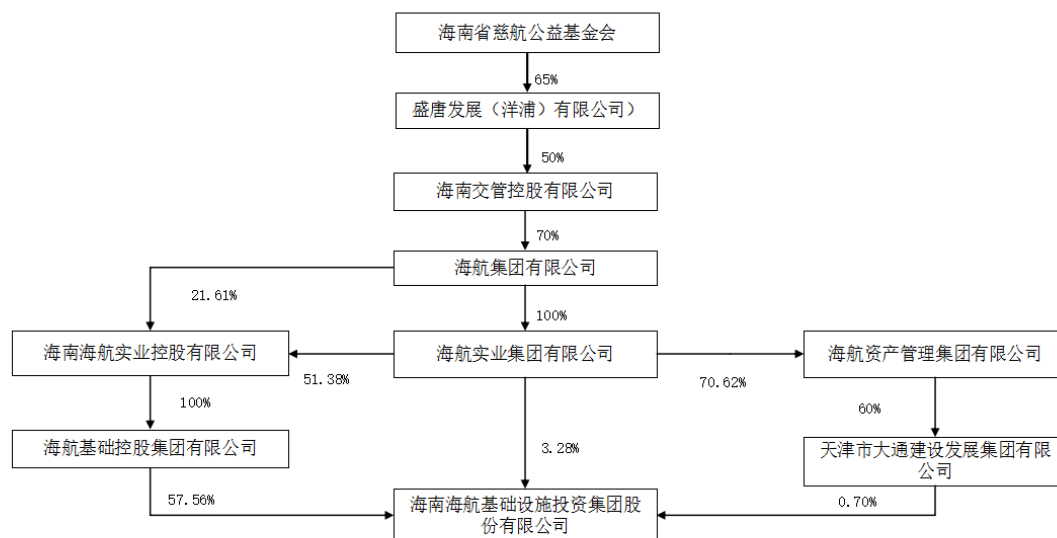 海南省慈航公益基金会
65%
盛唐发展（洋浦）有限公司）
50%
海南交管控股有限公司
70%
海航集团有限公司
21.61%
100%
海南海航实业控股有限公司
海航实业集团有限公司
海航资产管理集团有限公司
51.38%
70.62%
100%
60%
海航基础控股集团有限公司
3.28%
天津市大通建设发展集团有限
公司
57.56%
海南海航基础设施投资集团股
份有限公司
0.70%